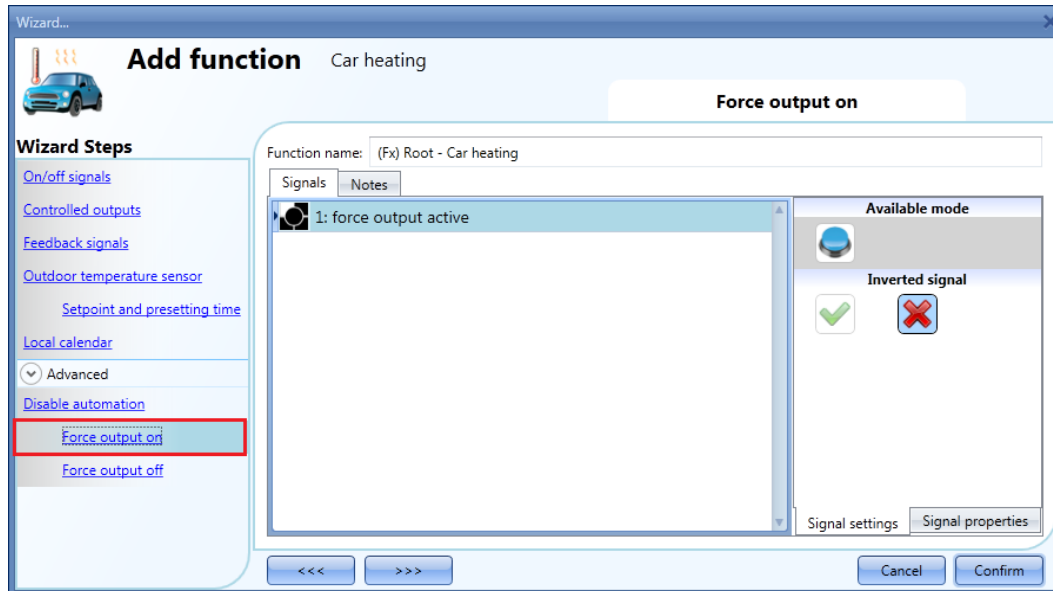 Wizard...
Add function Car heating
Force output on
Wizard Steps
On/off signals
Controlled outputs
Feedback signals
Outdoor temperature sensor
Setpoint and presetting time
Local calendar
Advanced
Disable automation
Force output on
Force output off
Function name: (Fx) Root - Car heating
Signals Notes
1: force output active
Available mode
Inverted signal
Signal settings Signal properties
<<< >>> Cancel Confirm